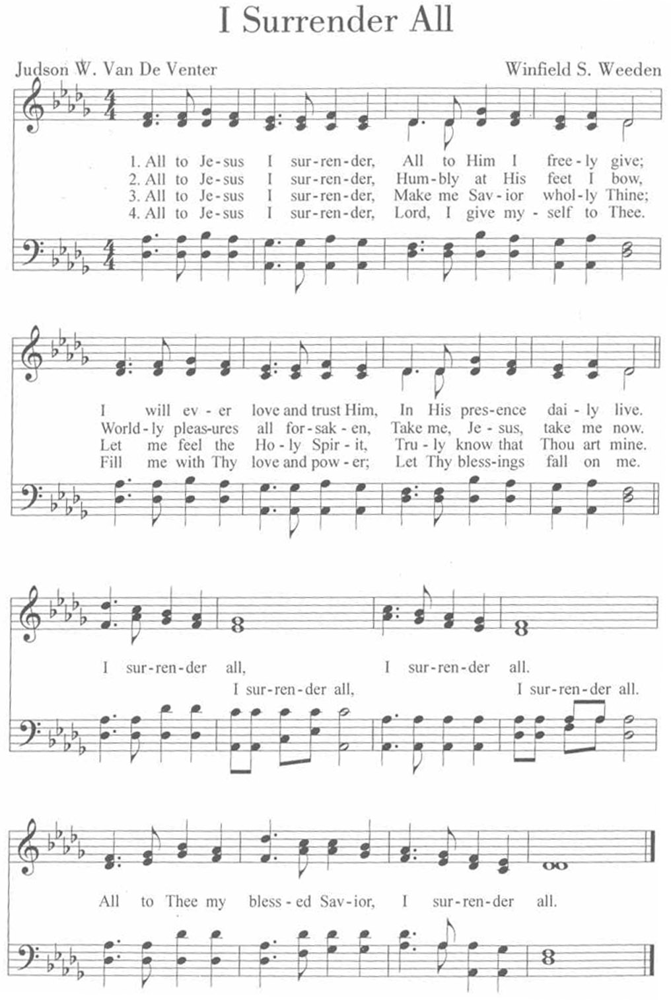 I Surrender All
Judson W. Van De Venter Winfield S. Weeden
4 4
1. All to Je-sus I sur-ren-der, All to Him I free-ly give;
2. All to Je-sus I sur-ren-der, Hum-bly at His feet I bow,
3. All to Je-sus I sur-ren-der, Make me Sav-ior whol-ly Thine;
4. All to Je-sus I sur-ren-der, Lord, I give my-self to Thee.
4 4
I will ev-er love and trust Him, In His pres-ence dai-ly live.
World-ly pleas-ures all for-sak-en, Take me, Je-sus, take me now.
Let me feel the Ho-ly Spir-it, Tru-ly know that Thou art mine.
Fill me with Thy love and pow-er; Let Thy bless-ings fall on me.
I sur-ren-der all, I sur-ren-der all.
I sur-ren-der all, I sur-ren-der all.
All to Thee my bless-ed Sav-ior, I sur-ren-der all.